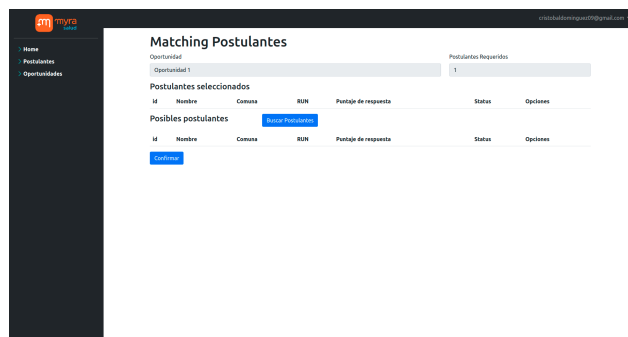 myra
salud
cristobaldominguez09@gmail.com
Home
Postulantes
Oportunidades
Matching Postulantes
Oportunidad
Postulantes Requeridos
Oportunidad 1
1
Postulantes seleccionados
id Nombre Comuna RUN Puntaje de respuesta Status Opciones
Posibles postulantes
Buscar Postulantes
id Nombre Comuna RUN Puntaje de respuesta Status Opciones
Confirmar